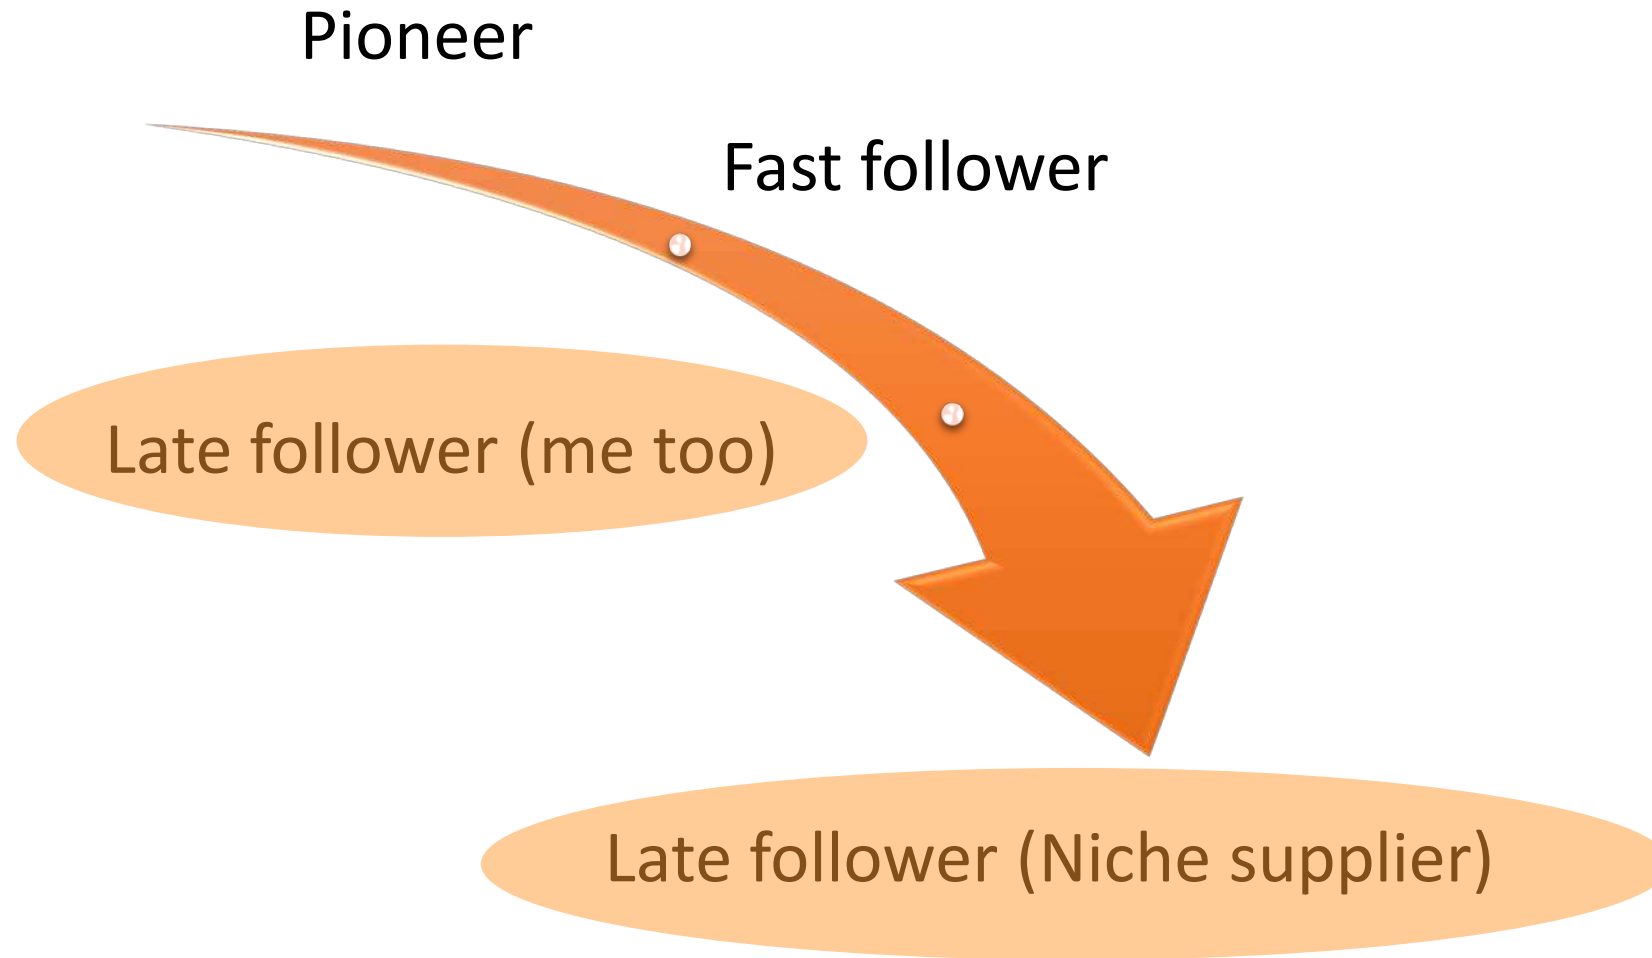 Pioneer
Fast follower
Late follower (me too)
Late follower (Niche supplier)